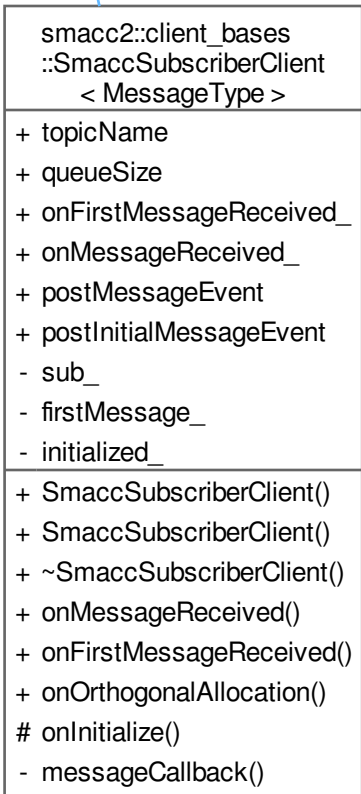 smacc2::client_bases
::SmaccSubscriberClient
< MessageType >
+ topicName
+ queueSize
+ onFirstMessageReceived_
+ onMessageReceived_
+ postMessageEvent
+ postInitialMessageEvent
- sub_
- firstMessage_
- initialized_
+ SmaccSubscriberClient()
+ SmaccSubscriberClient()
+ ~SmaccSubscriberClient()
+ onMessageReceived()
+ onFirstMessageReceived()
+ onOrthogonalAllocation()
# onInitialize()
- messageCallback()